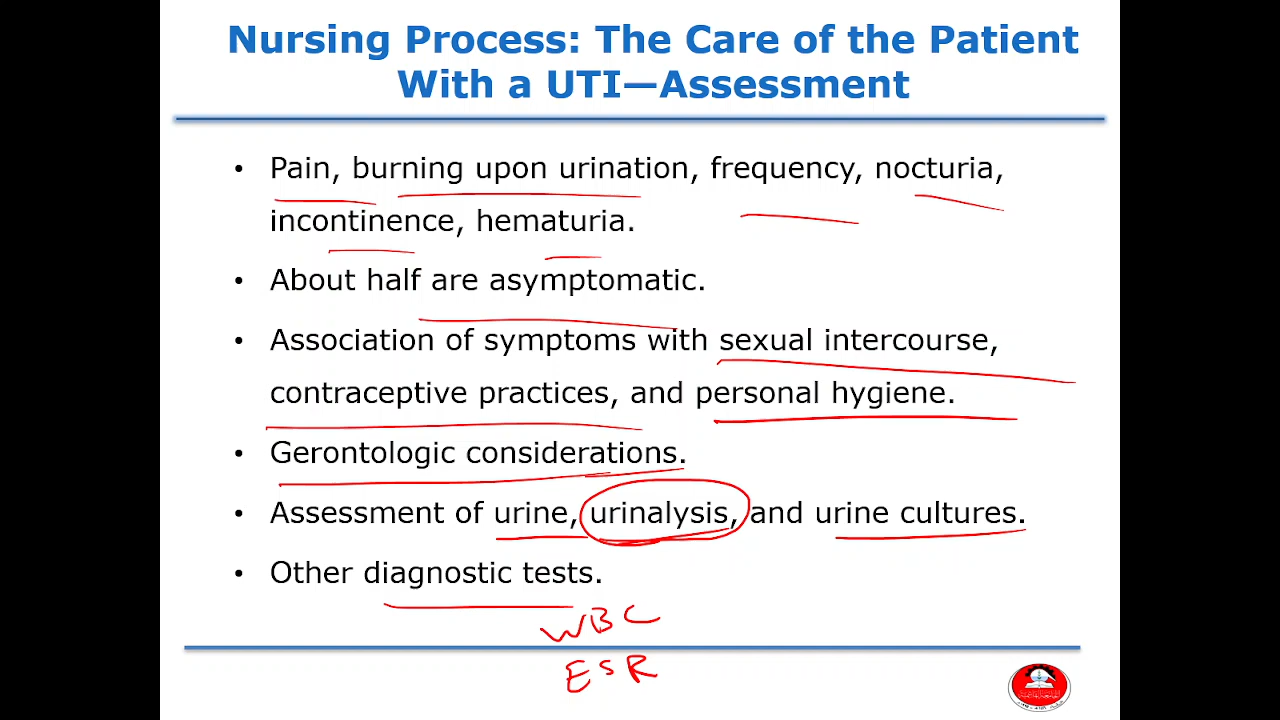 Nursing Process: The Care of the Patient
With a UTI—Assessment
• Pain, burning upon urination, frequency, nocturia,
incontinence, hematuria.
• About half are asymptomatic.
• Association of symptoms with sexual intercourse,
contraceptive practices, and personal hygiene.
• Gerontologic considerations.
• Assessment of urine, urinalysis, and urine cultures.
• Other diagnostic tests.
WBC
ESR